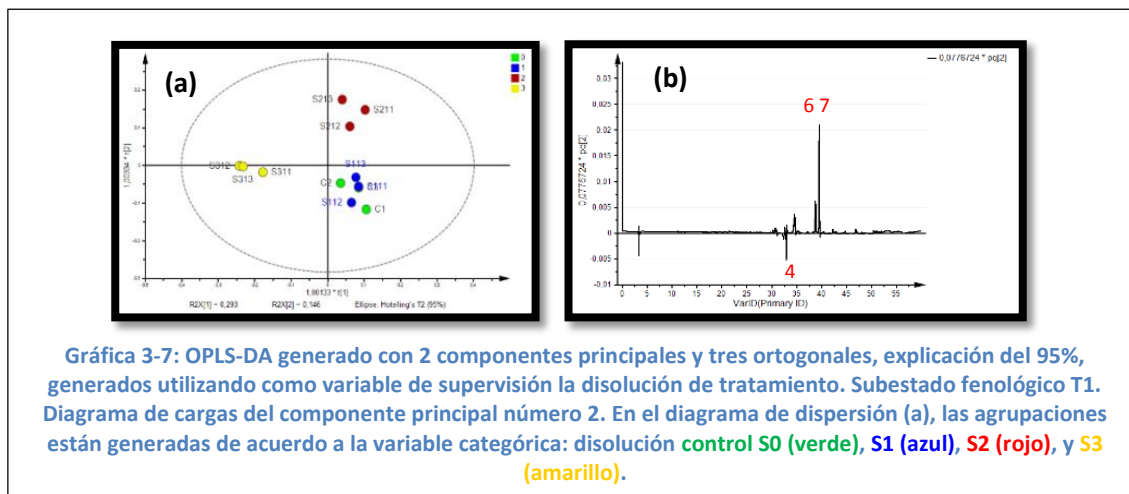 (a)
0
1
2
3
S213
S211
S212
S312
S313
S311
S113
C2
S112
C1
R2X[1] - 0,293 R2X[2] - 0,146 Ellipse: Hoteling's T2 (95%)
(b)
0,0776724 * pq[2]
6 7
4
0,03
0,025
0,02
0,015
0,01
0,005
0
-0,005
-0,01
0 5 10 15 20 25 30 35 40 45 50 55
VarID(Primary ID)
0,0776724 * pq[2]
Gráfica 3-7: OPLS-DA generado con 2 componentes principales y tres ortogonales, explicación del 95%,
generados utilizando como variable de supervisión la disolución de tratamiento. Subestado fenológico T1.
Diagrama de cargas del componente principal número 2. En el diagrama de dispersión (a), las agrupaciones
están generadas de acuerdo a la variable categórica: disolución control S0 (verde), S1 (azul), S2 (rojo), y S3
(amarillo).